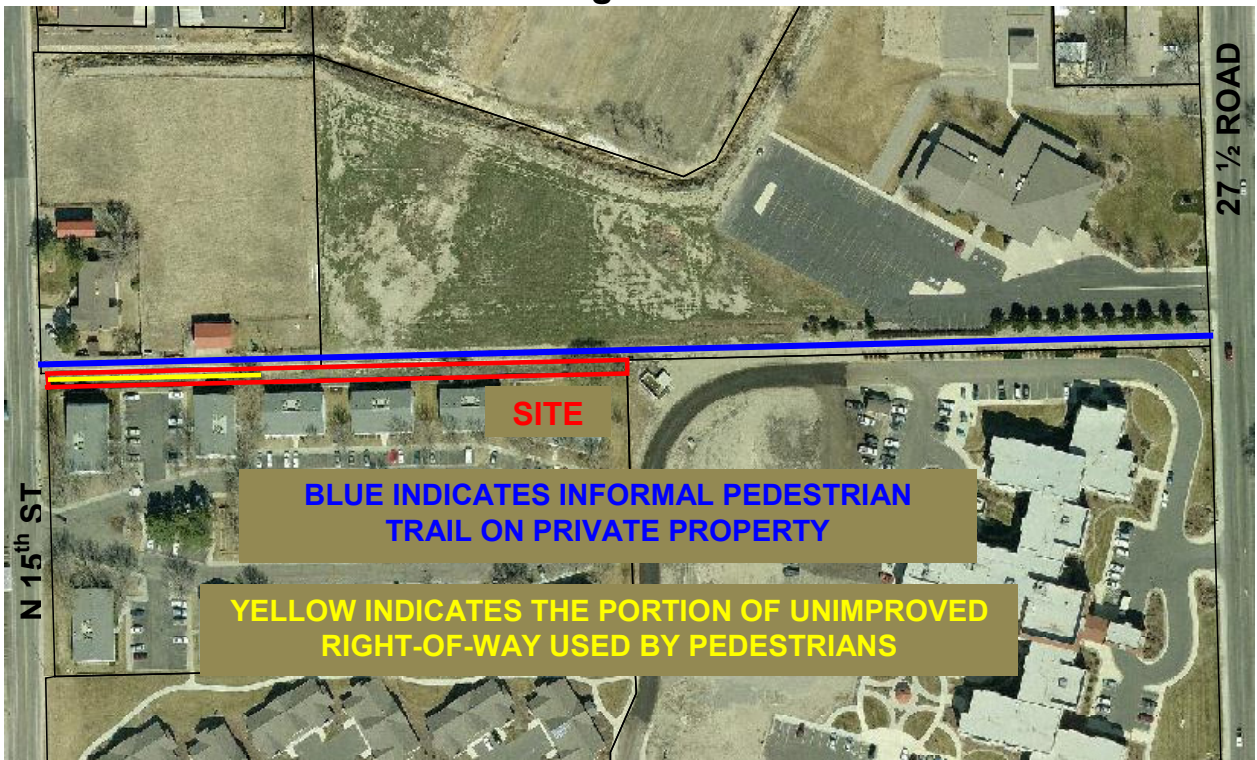 27 ½ ROAD
SITE
BLUE INDICATES INFORMAL PEDESTRIAN
TRAIL ON PRIVATE PROPERTY
N 15th ST
YELLOW INDICATES THE PORTION OF UNIMPROVED
RIGHT-OF-WAY USED BY PEDESTRIANS